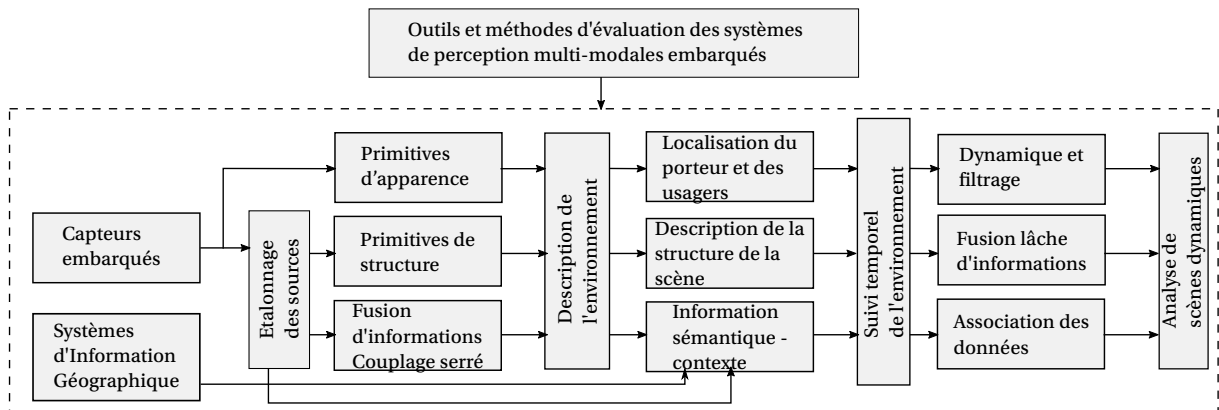 Outils et méthodes d'évaluation des systèmes
de perception multi-modales embarqués
Capteurs
embarqués
Systèmes
d'Information
Géographique
Etalonnage
des sources
Primitives
d'apparence
Primitives de
structure
Fusion
d'informations
Couplage serré
Description de
l'environnement
Localisation du
porteur et des
usagers
Description de la
structure de la
scène
Information
sémantique -
contexte
Suivi temporel
de l'environnement
Dynamique et
filtrage
Fusion lâche
d'informations
Association des
données
Analyse de
scènes dynamiques